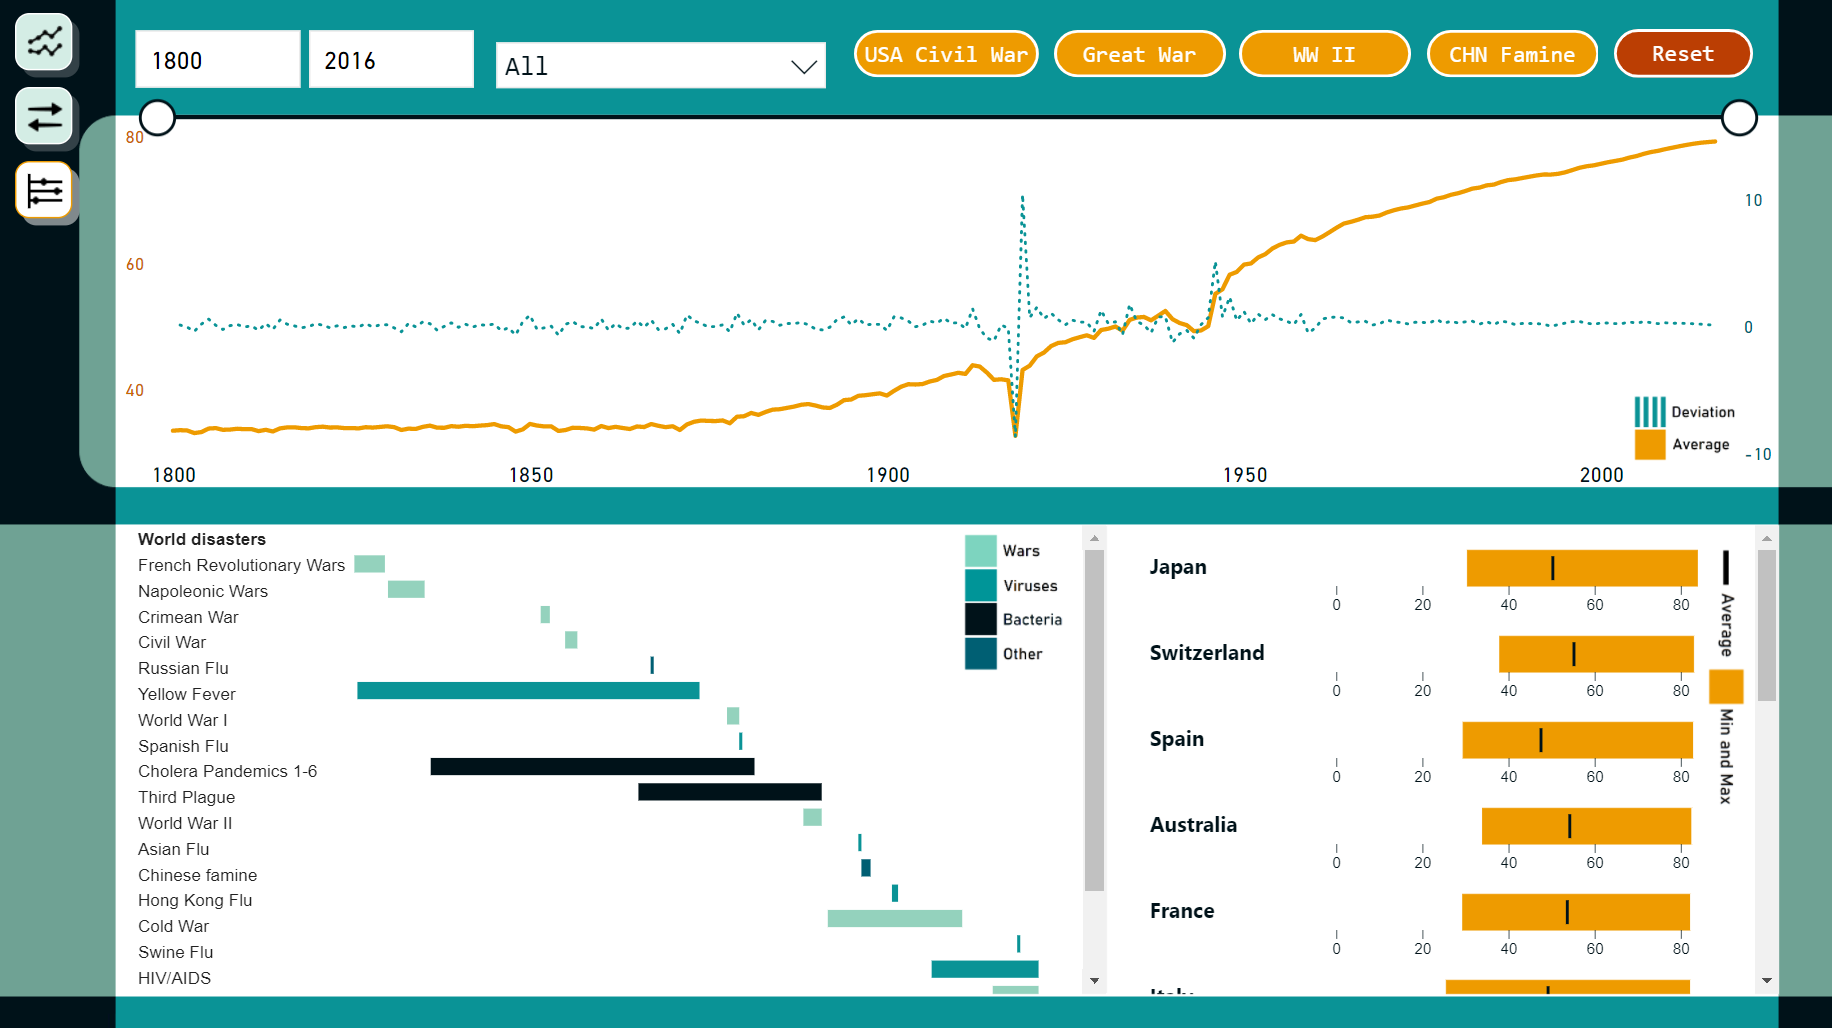 1800
2016
All
USA Civil War
Great War
WW II
CHN Famine
Reset
80
60
40
10
0
-10
Deviation
Average
1800
1850
1900
1950
2000
World disasters
French Revolutionary Wars
Napoleonic Wars
Crimean War
Civil War
Russian Flu
Yellow Fever
World War I
Spanish Flu
Cholera Pandemics 1-6
Third Plague
World War II
Asian Flu
Chinese famine
Hong Kong Flu
Cold War
Swine Flu
HIV/AIDS
Wars
Viruses
Bacteria
Other
Japan
0 20 40 60 80
Switzerland
0 20 40 60 80
Spain
0 20 40 60 80
Australia
0 20 40 60 80
France
0 20 40 60 80
Italy
Average
Min and Max